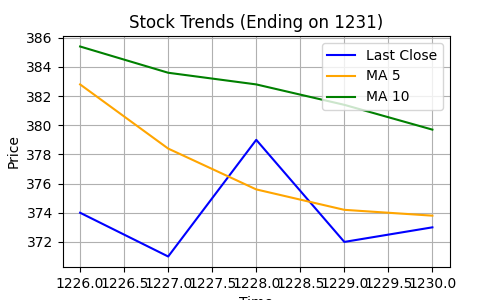 Stock Trends (Ending on 1231)
Last Close
MA 5
MA 10
Price
386
384
382
380
378
376
374
372
1226.0 1226.5 1227.0 1227.5 1228.0 1228.5 1229.0 1229.5 1230.0
Time